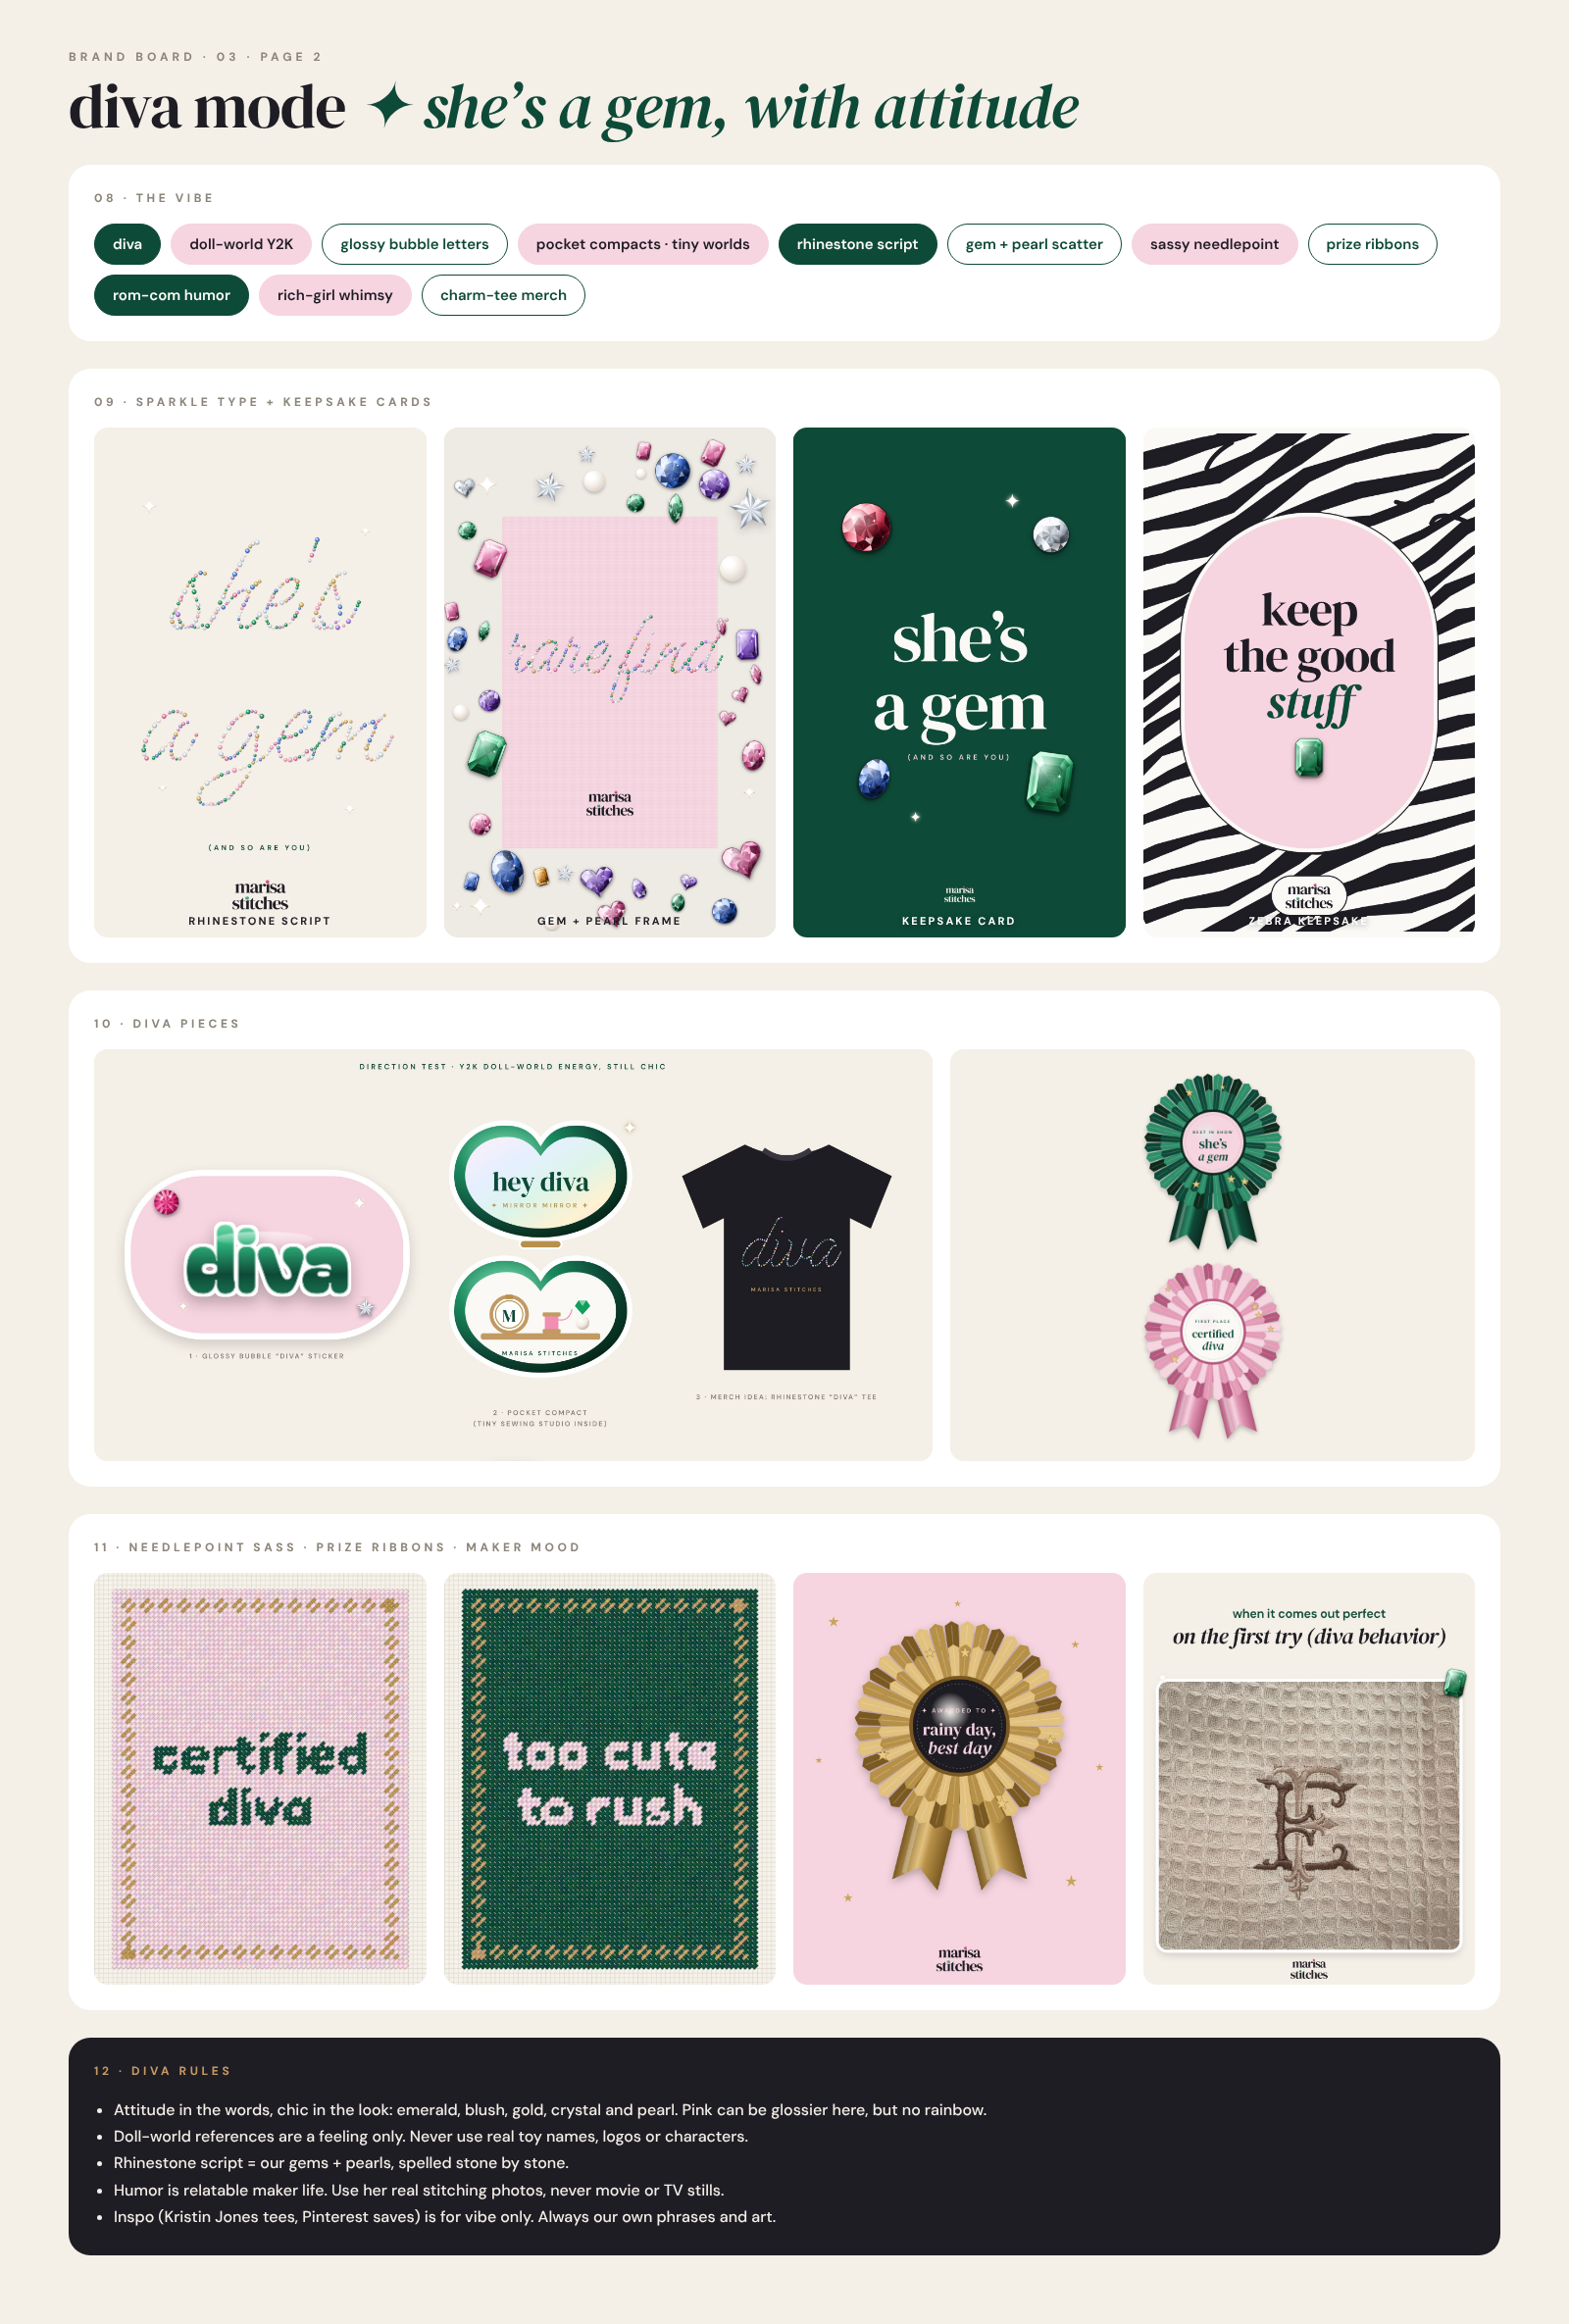 BRAND BOARD · 03 · PAGE 2
diva mode ✦ she's a gem, with attitude
08 · THE VIBE
diva
doll-world Y2K
glossy bubble letters
pocket compacts · tiny worlds
rhinestone script
gem + pearl scatter
sassy needlepoint
prize ribbons
rom-com humor
rich-girl whimsy
charm-tee merch
09 · SPARKLE TYPE + KEEPSAKE CARDS
she's
a gem
(AND SO ARE YOU)
marisa
stitches
RHINESTONE SCRIPT
rare find
marisa
stitches
GEM + PEARL FRAME
she's
a gem
(AND SO ARE YOU)
marisa
stitches
KEEPSAKE CARD
keep
the good
stuff
marisa
stitches
ZEBRA KEEPSAKE
10 · DIVA PIECES
DIRECTION TEST · Y2K DOLL-WORLD ENERGY, STILL CHIC
diva
1 · GLOSSY BUBBLE "DIVA" STICKER
hey diva
✦ MIRROR MIRROR ✦
M
MARISA STITCHES
2 · POCKET COMPACT
(TINY SEWING STUDIO INSIDE)
diva
MARISA STITCHES
3 · MERCH IDEA: RHINESTONE "DIVA" TEE
BEST IN SHOW
she's
a gem
FIRST PLACE
certified
diva
11 · NEEDLEPOINT SASS · PRIZE RIBBONS · MAKER MOOD
certified
diva
too cute
to rush
✦ AWARDED TO ✦
rainy day,
best day
marisa
stitches
when it comes out perfect
on the first try (diva behavior)
E
marisa
stitches
12 · DIVA RULES
• Attitude in the words, chic in the look: emerald, blush, gold, crystal and pearl. Pink can be glossier here, but no rainbow.
• Doll-world references are a feeling only. Never use real toy names, logos or characters.
• Rhinestone script = our gems + pearls, spelled stone by stone.
• Humor is relatable maker life. Use her real stitching photos, never movie or TV stills.
• Inspo (Kristin Jones tees, Pinterest saves) is for vibe only. Always our own phrases and art.